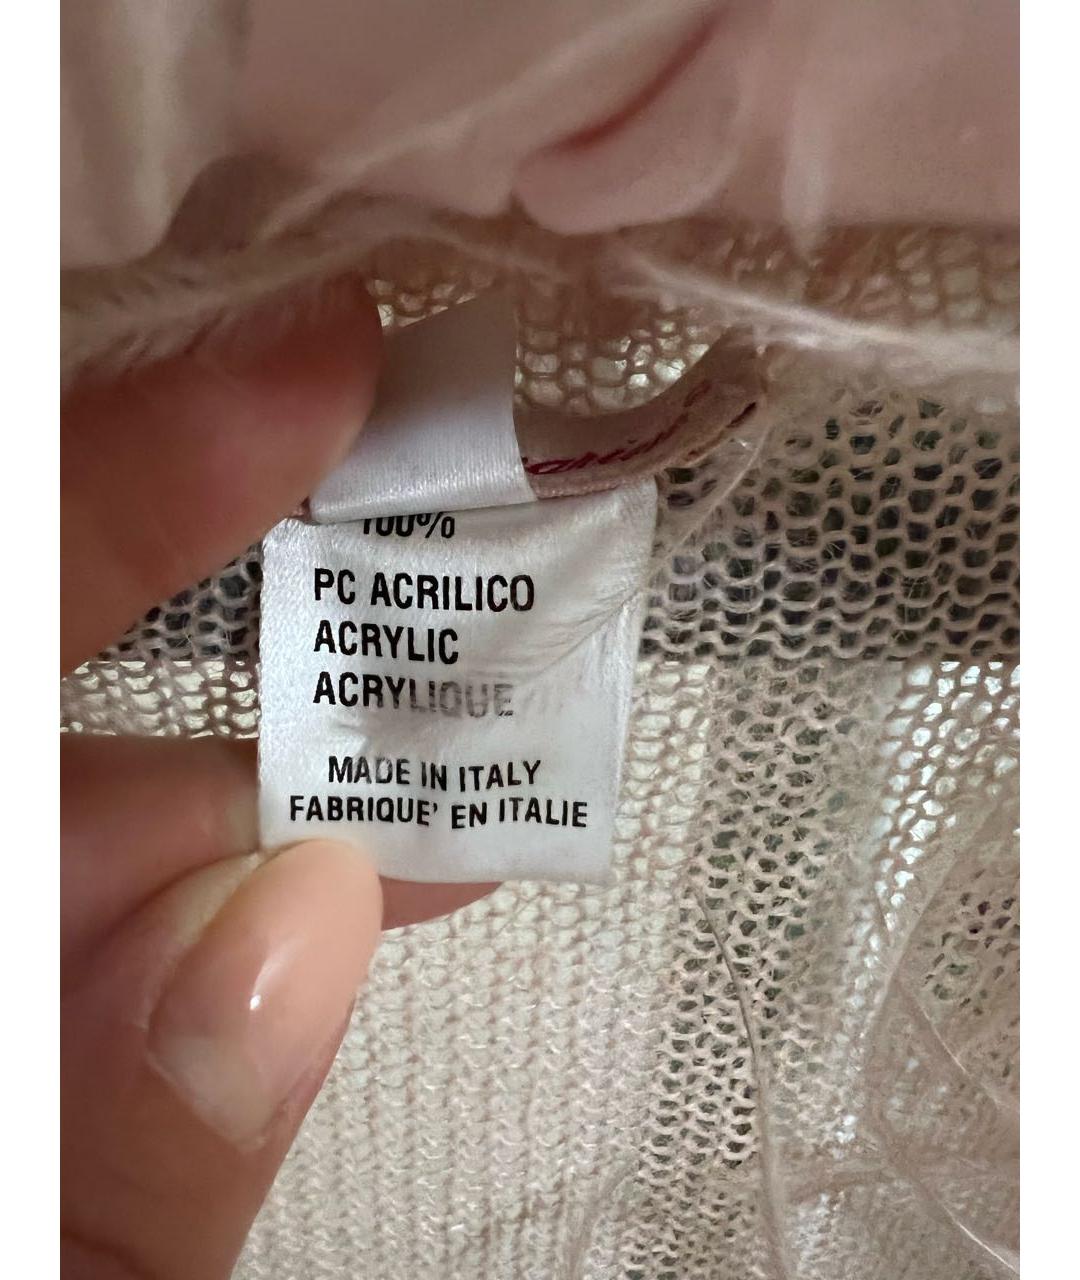 100%
PC ACRILICO
ACRYLIC
ACRYLIQUE
MADE IN ITALY
FABRIQUE' EN ITALIE